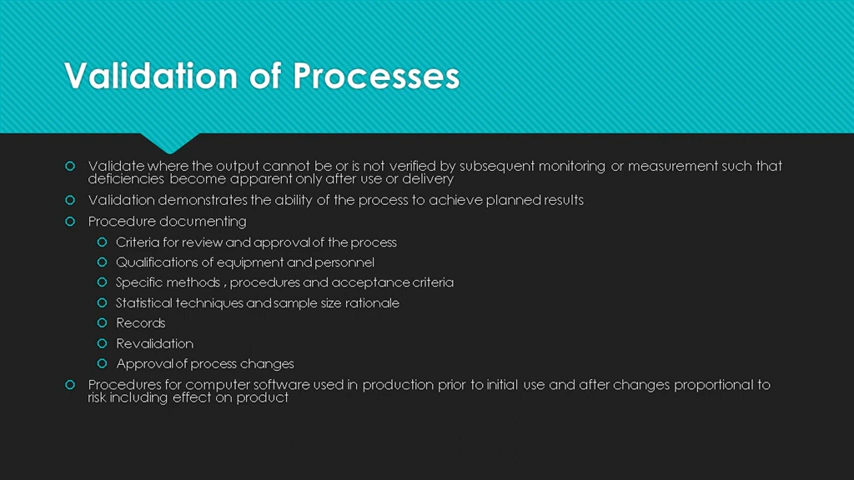 Validation of Processes
Validate where the output cannot be or is not verified by subsequent monitoring or measurement such that
deficiencies become apparent only after use or delivery
Validation demonstrates the ability of the process to achieve planned results
Procedure documenting
Criteria for review and approval of the process
Qualifications of equipment and personnel
Specific methods , procedures and acceptance criteria
Statistical techniques and sample size rationale
Records
Revalidation
Approval of process changes
Procedures for computer software used in production prior to initial use and after changes proportional to
risk including effect on product